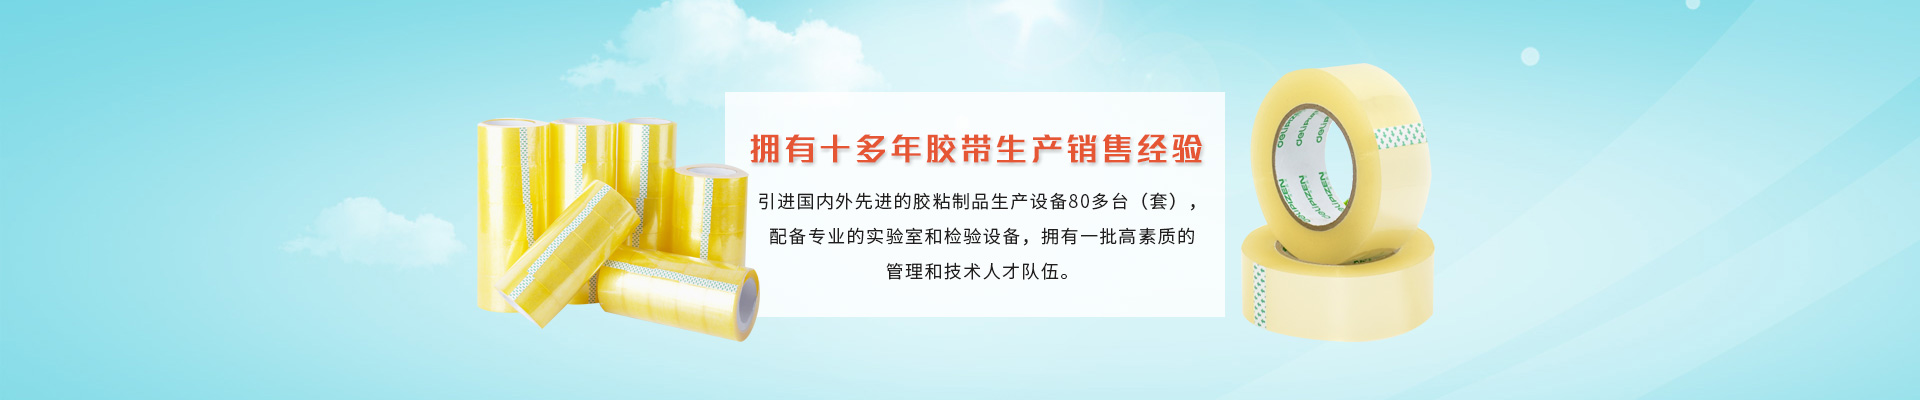 拥有十多年胶带生产销售经验
引进国内外先进的胶粘制品生产设备80多台（套），
配备专业的实验室和检验设备，拥有一批高素质的
管理和技术人才队伍。